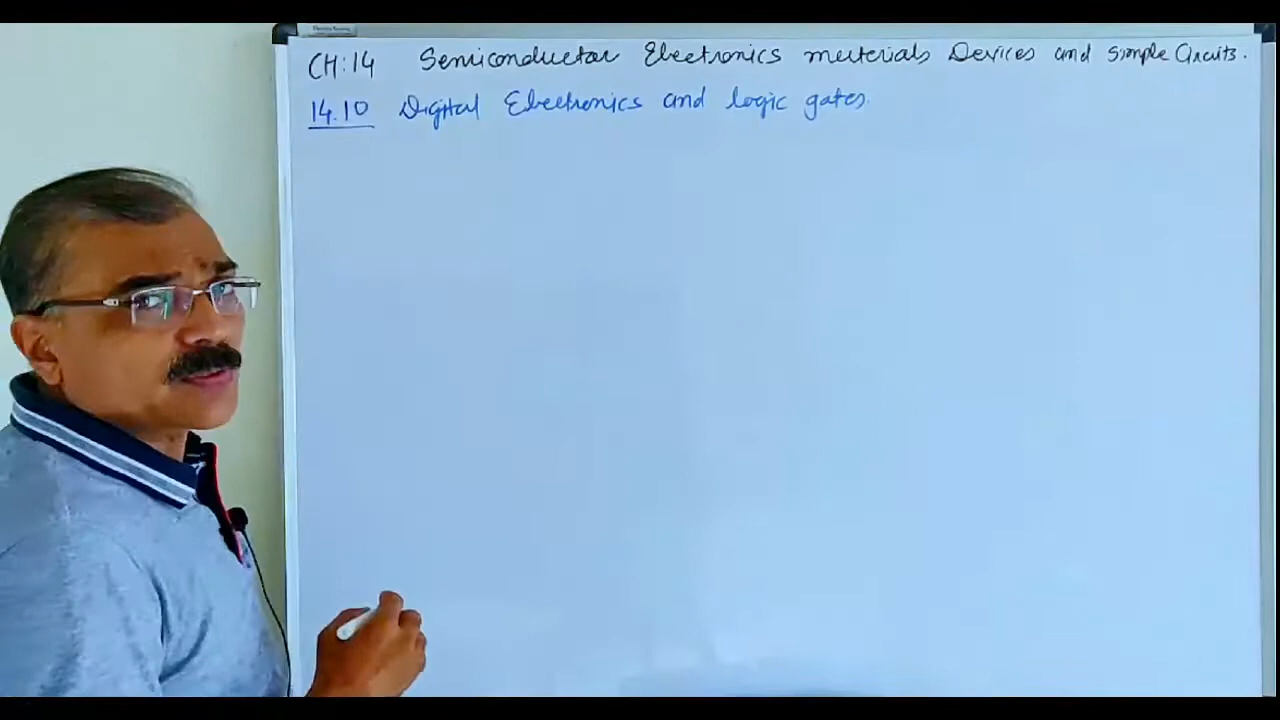 CH:14 Semiconductor Electronics materials Devices and Simple Circuits.
14.10 Digital Electronics and logic gates.